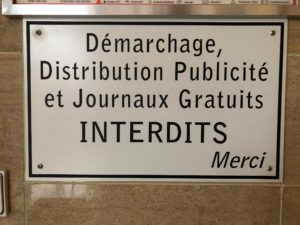 Démarchage,
Distribution Publicité
et Journaux Gratuits
INTERDITS
Merci